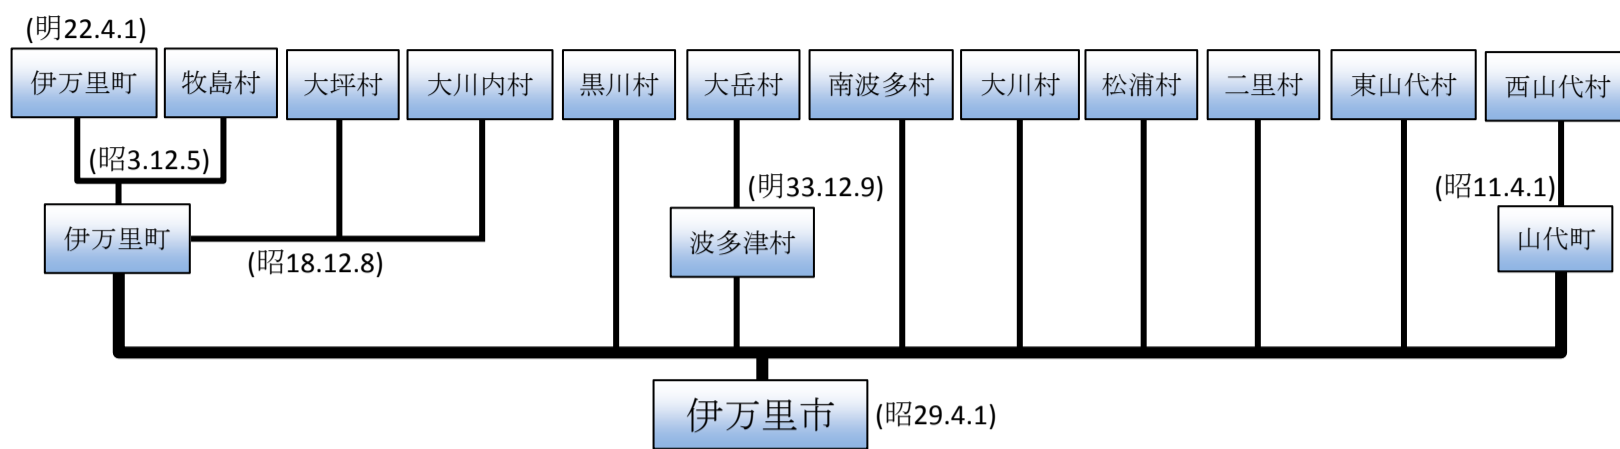 (明22.4.1)
伊万里町 牧島村 大坪村 大川内村 黒川村 大岳村 南波多村 大川村 松浦村 二里村 東山代村 西山代村
(昭3.12.5)
(明33.12.9)
(昭11.4.1)
伊万里町 波多津村 山代町
(昭18.12.8)
伊万里市 (昭29.4.1)